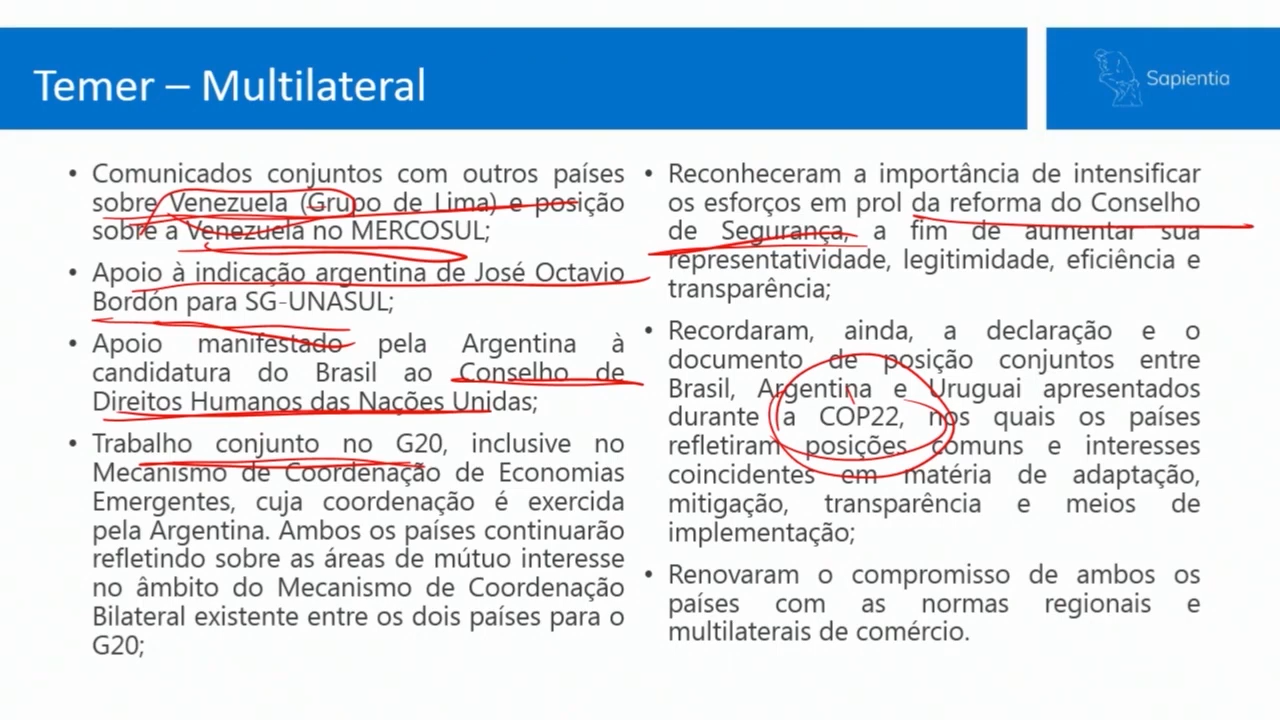 Temer – Multilateral
Sapientia
• Comunicados conjuntos com outros países
sobre Venezuela (Grupo de Lima) e posição
sobre a Venezuela no MERCOSUL;
• Apoio à indicação argentina de José Octavio
Bordón para SG-UNASUL;
• Apoio manifestado pela Argentina à
candidatura do Brasil ao Conselho de
Direitos Humanos das Nações Unidas;
• Trabalho conjunto no G20, inclusive no
Mecanismo de Coordenação de Economias
Emergentes, cuja coordenação é exercida
pela Argentina. Ambos os países continuarão
refletindo sobre as áreas de mútuo interesse
no âmbito do Mecanismo de Coordenação
Bilateral existente entre os dois países para o
G20;
• Reconheceram a importância de intensificar
os esforços em prol da reforma do Conselho
de Segurança, a fim de aumentar sua
representatividade, legitimidade, eficiência e
transparência;
• Recordaram, ainda, a declaração e o
documento de posição conjuntos entre
Brasil, Argentina e Uruguai apresentados
durante a COP22, nos quais os países
refletiram posições comuns e interesses
coincidentes em matéria de adaptação,
mitigação, transparência e meios de
implementação;
• Renovaram o compromisso de ambos os
países com as normas regionais e
multilaterais de comércio.